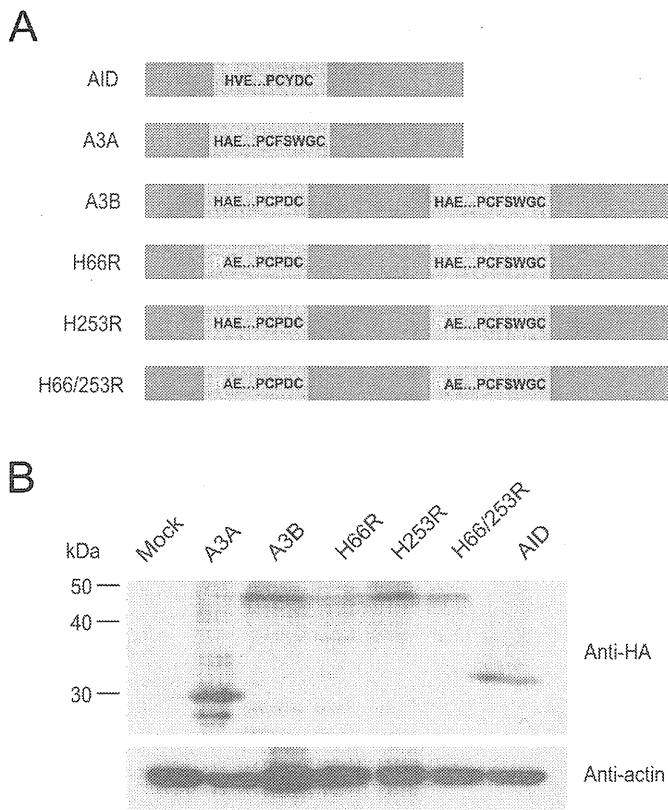 A
AID HVE...PCYDC
A3A HAE...PCFSWGC
A3B HAE...PCPDC HAE...PCFSWGC
H66R AE...PCPDC HAE...PCFSWGC
H253R HAE...PCPDC AE...PCFSWGC
H66/253R AE...PCPDC AE...PCFSWGC
B
kDa Mock A3A A3B H66R H253R H66/253R AID
50
40
Anti-HA
30
Anti-actin